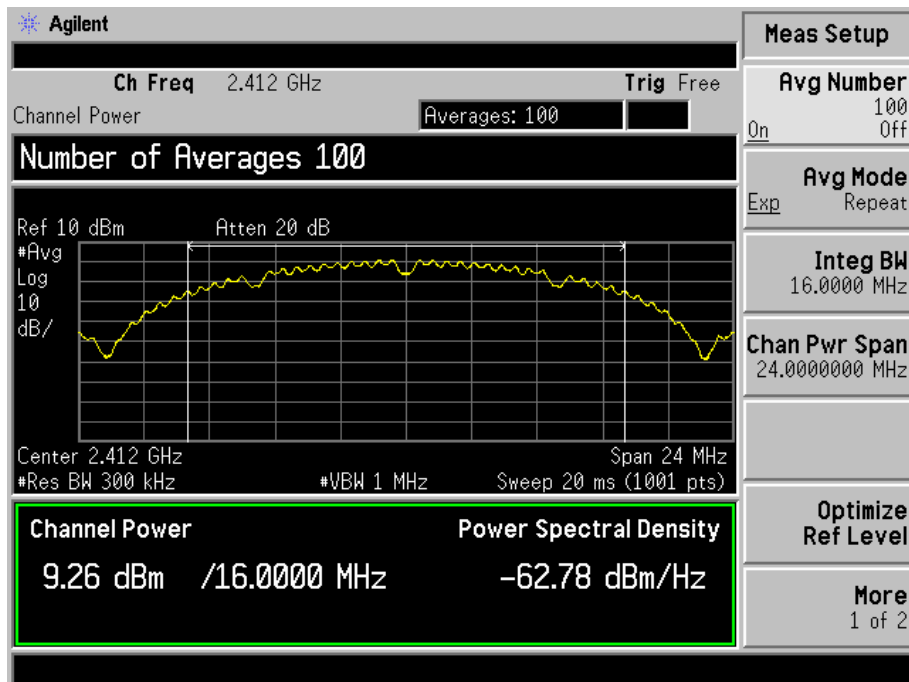 Agilent
Ch Freq 2.412 GHz Trig Free
Channel Power Averages: 100
Number of Averages 100
Ref 10 dBm Atten 20 dB
#Avg
Log
10
dB/
Center 2.412 GHz Span 24 MHz
#Res BW 300 kHz #VBW 1 MHz Sweep 20 ms (1001 pts)
Channel Power Power Spectral Density
9.26 dBm /16.0000 MHz -62.78 dBm/Hz
Meas Setup
Avg Number
100
On Off
Avg Mode
Exp Repeat
Integ BW
16.0000 MHz
Chan Pwr Span
24.0000000 MHz
Optimize
Ref Level
More
1 of 2